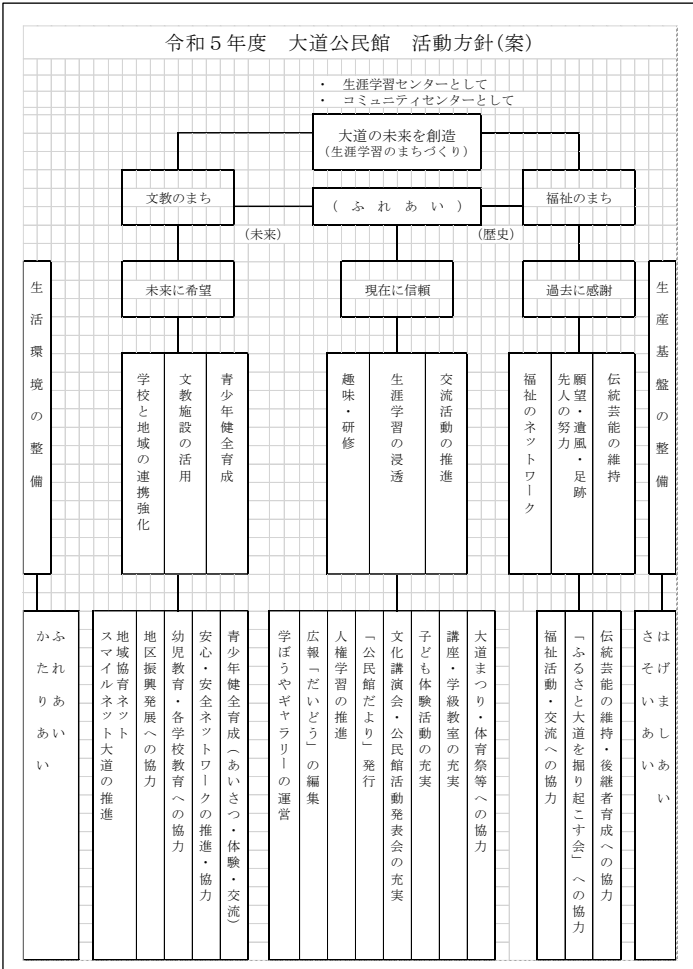 令和５年度　大道公民館　活動方針(案)
・　生涯学習センターとして
・　コミュニティセンターとして
大道の未来を創造
(生涯学習のまちづくり)
文教のまち
(　ふ　れ　あ　い　)
福祉のまち
(未来)
(歴史)
生産基盤の整備
過去に感謝
現在に信頼
未来に希望
生活環境の整備
伝統芸能の維持
願望・遺風・足跡
先人の努力
福祉のネットワーク
交流活動の推進
生涯学習の浸透
趣味・研修
青少年健全育成
文教施設の活用
学校と地域の連携強化
はげましあい
さそいあい
伝統芸能の維持・後継者育成への協力
「ふるさと大道を掘り起こす会」への協力
福祉活動・交流への協力
大道まつり・体育祭等への協力
講座・学級教室の充実
子ども体験活動の充実
文化講演会・公民館活動発表会の充実
「公民館だより」発行
人権学習の推進
広報「だいどう」の編集
学ぼうやギャラリーの運営
青少年健全育成(あいさつ・体験・交流)
安心・安全ネットワークの推進・協力
幼児教育・各学校教育への協力
地区振興発展への協力
地域協育ネット
スマイルネット大道の推進
ふれあい
かたりあい